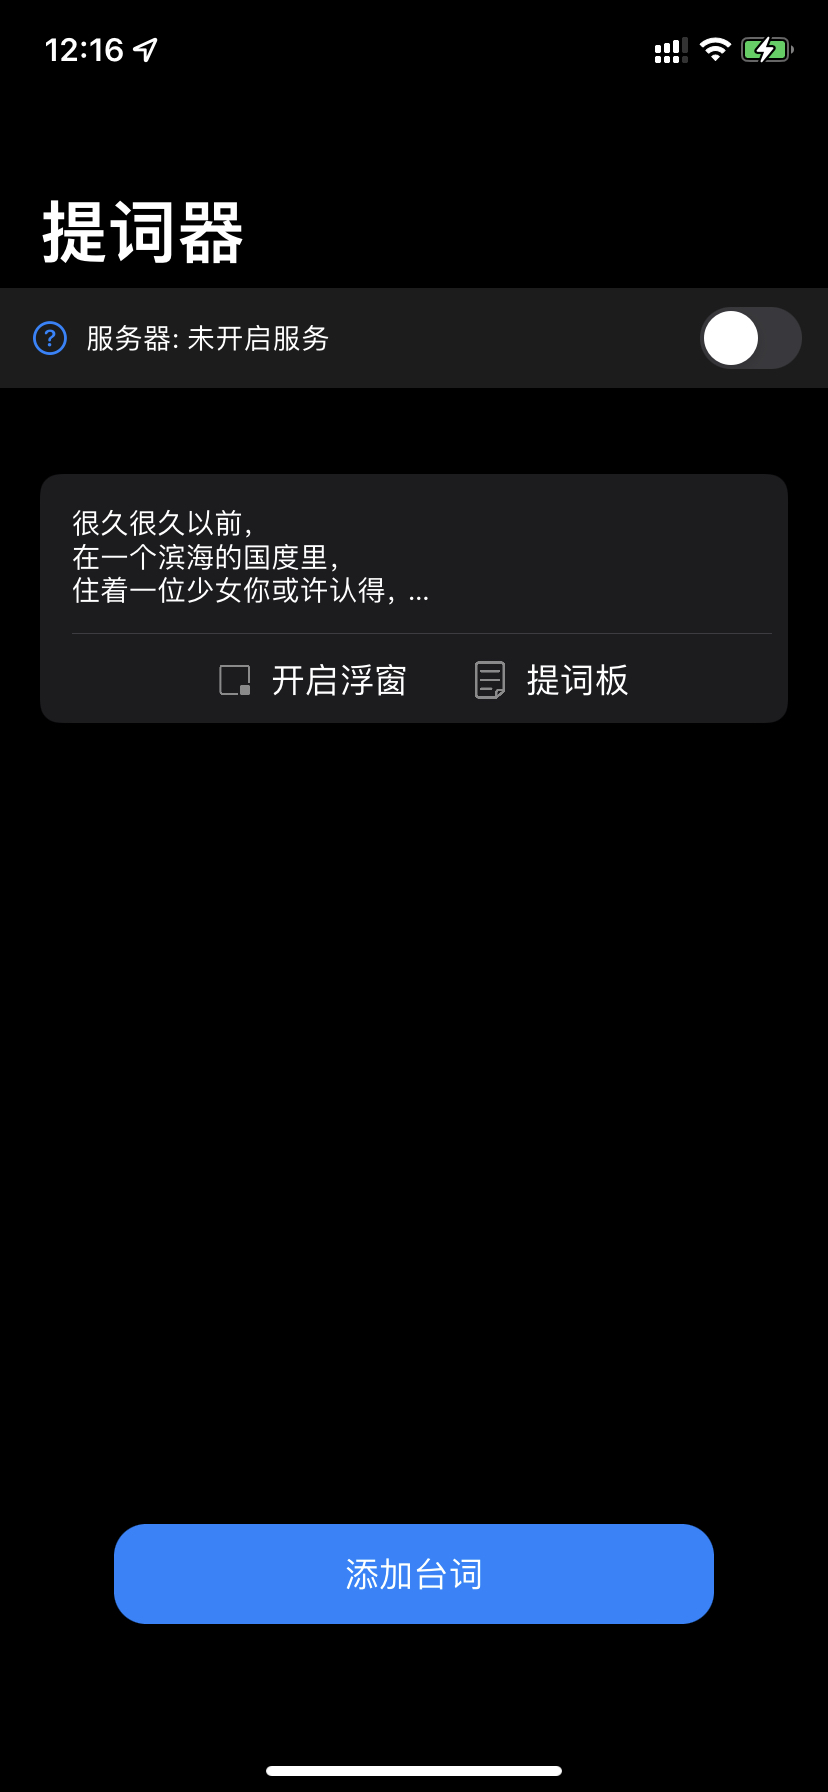 12:16
提词器
? 服务器: 未开启服务
很久很久以前，
在一个滨海的国度里，
住着一位少女你或许认得，...
开启浮窗 提词板
添加台词